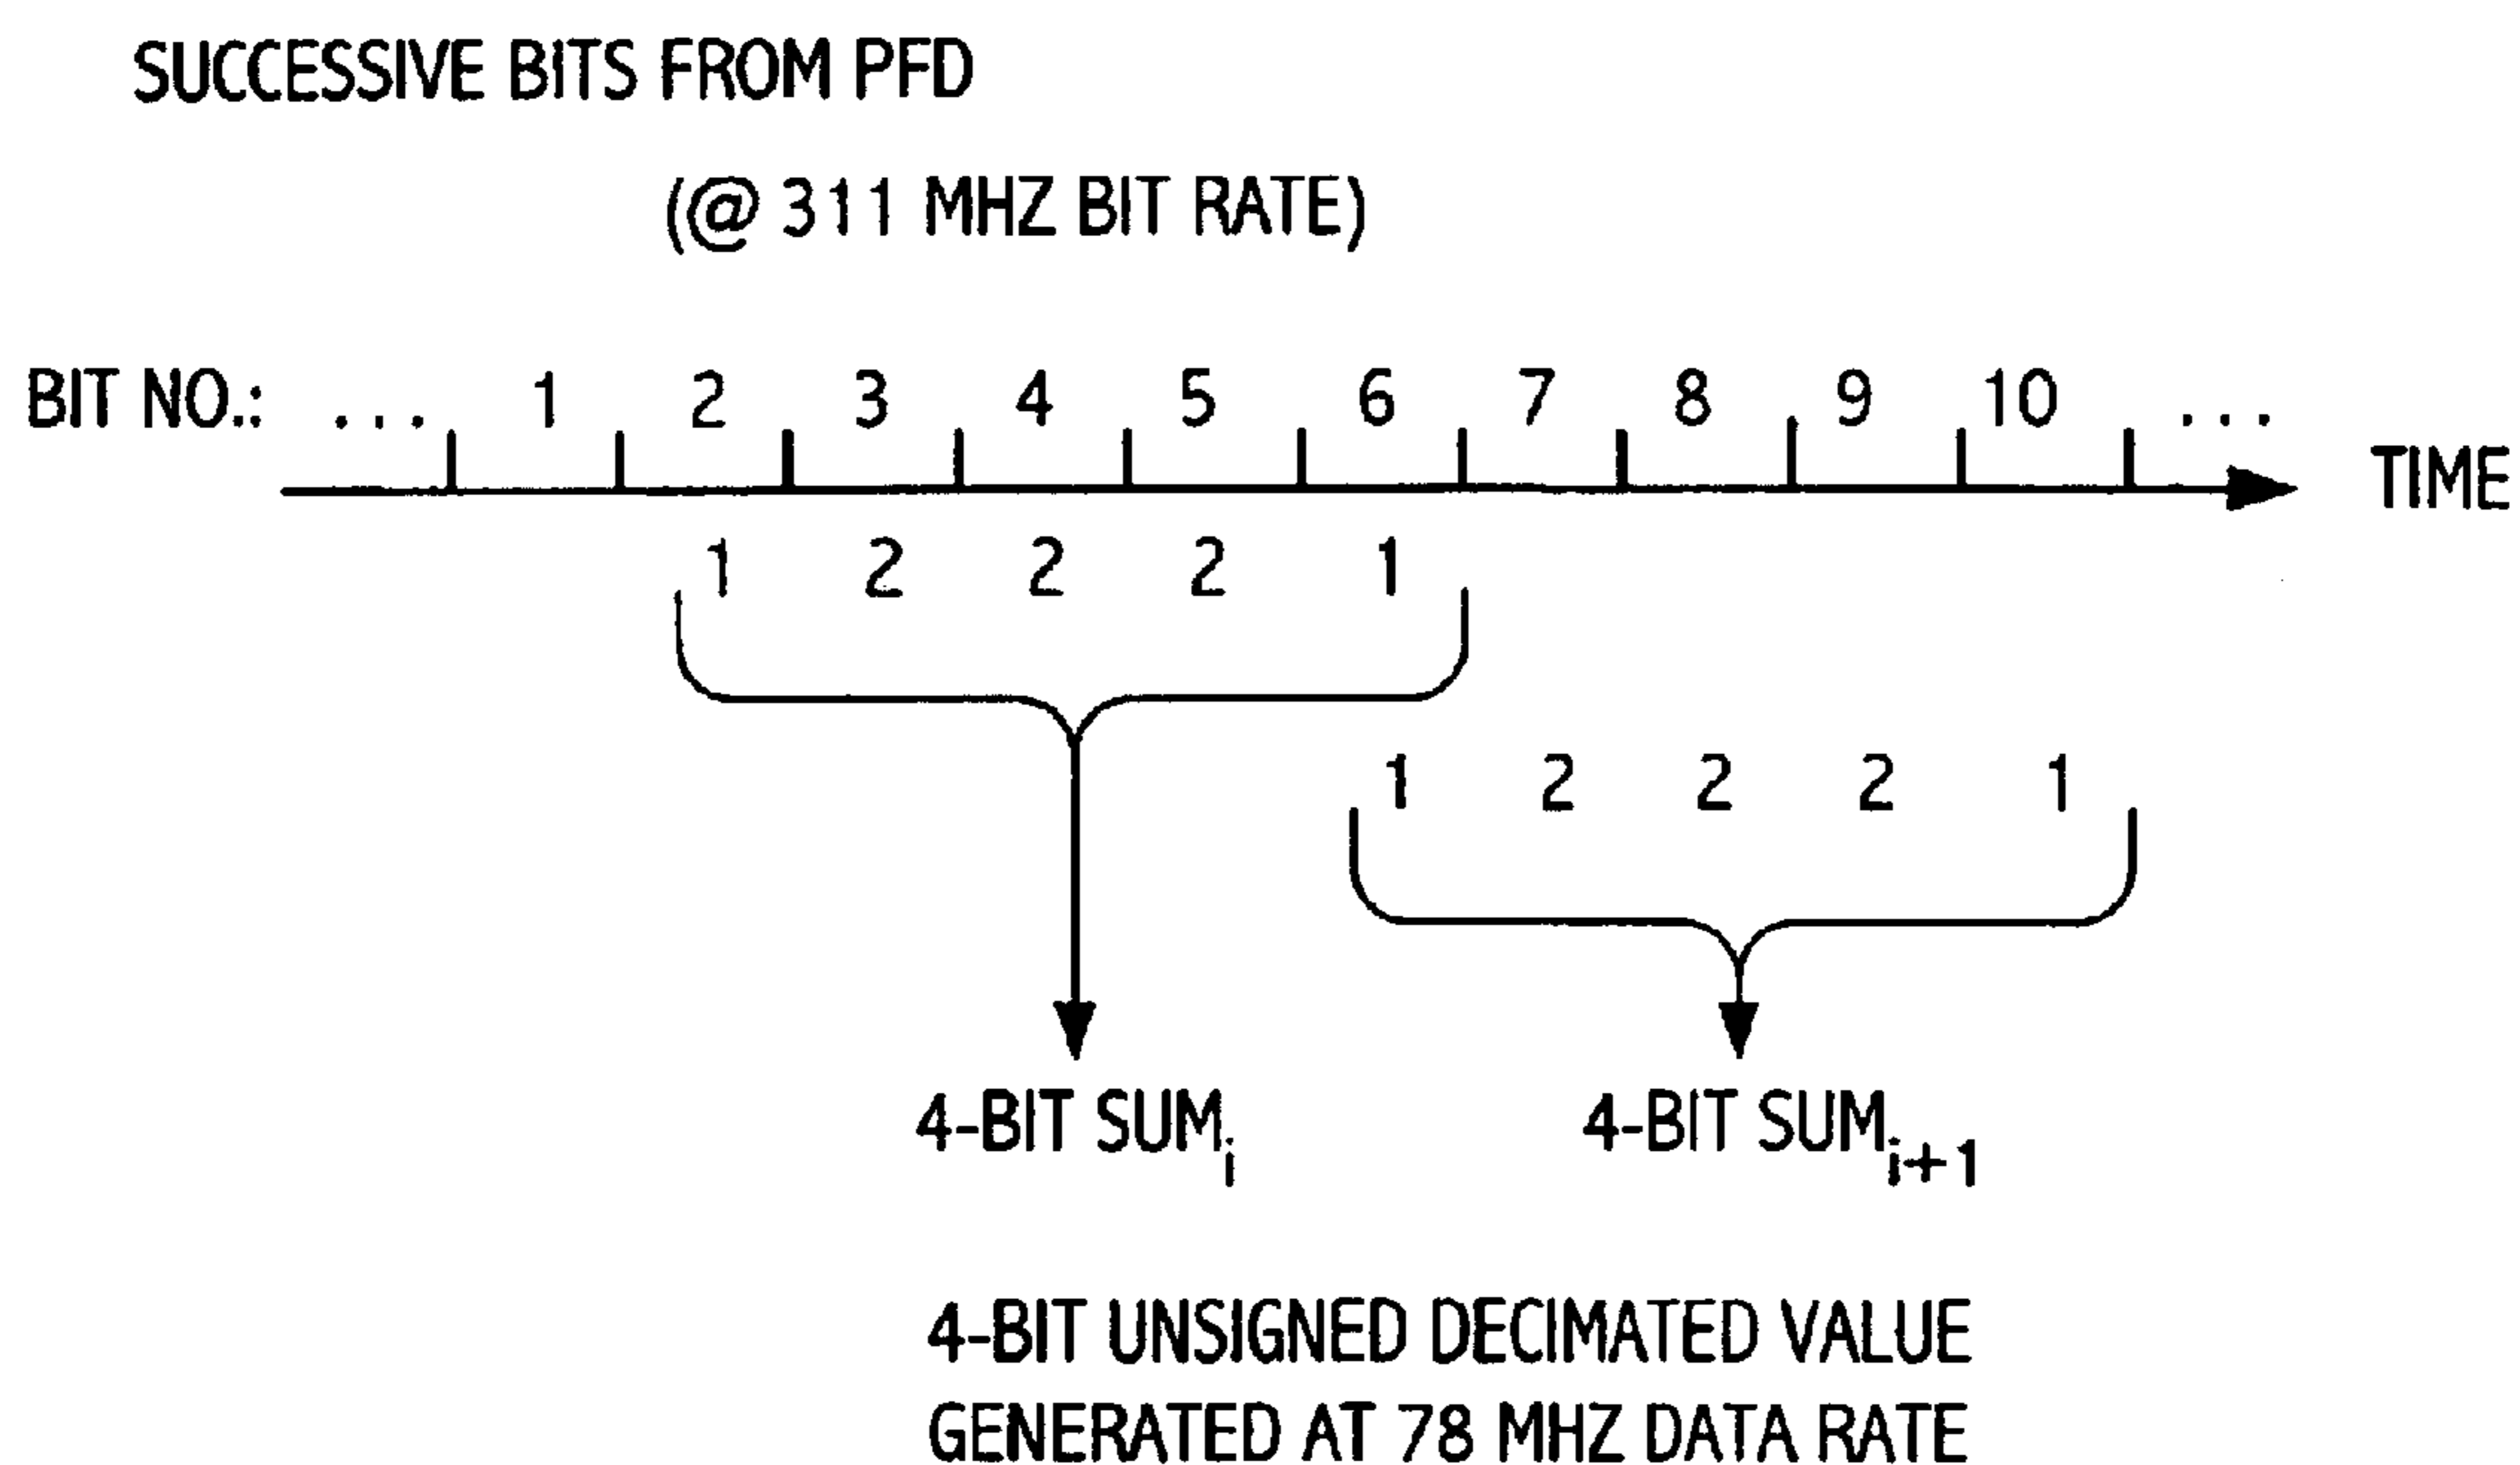 SUCCESSIVE BITS FROM PFD
(@ 311 MHZ BIT RATE)
BIT NO.: ... 1 2 3 4 5 6 7 8 9 10 ...
TIME
1 2 2 2 1
1 2 2 2 1
4-BIT SUMi 4-BIT SUMi+1
4-BIT UNSIGNED DECIMATED VALUE
GENERATED AT 78 MHZ DATA RATE